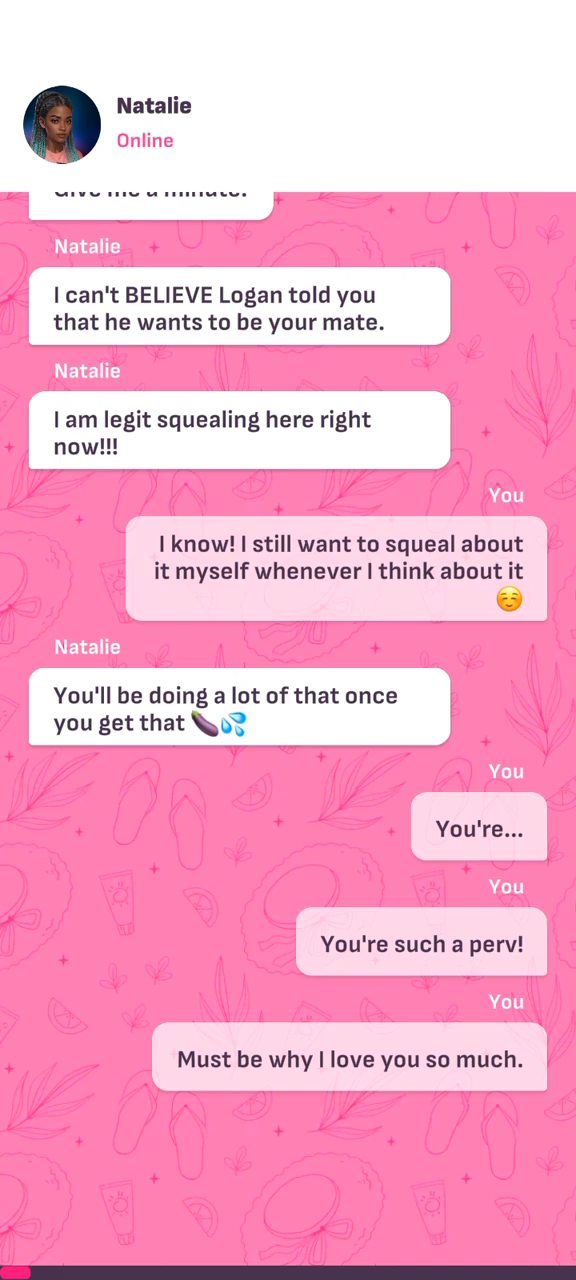 Natalie
Online
Give me a minute.
Natalie
I can't BELIEVE Logan told you
that he wants to be your mate.
Natalie
I am legit squealing here right
now!!!
You
I know! I still want to squeal about
it myself whenever I think about it
☺️
Natalie
You'll be doing a lot of that once
you get that 🍆💦
You
You're...
You
You're such a perv!
You
Must be why I love you so much.